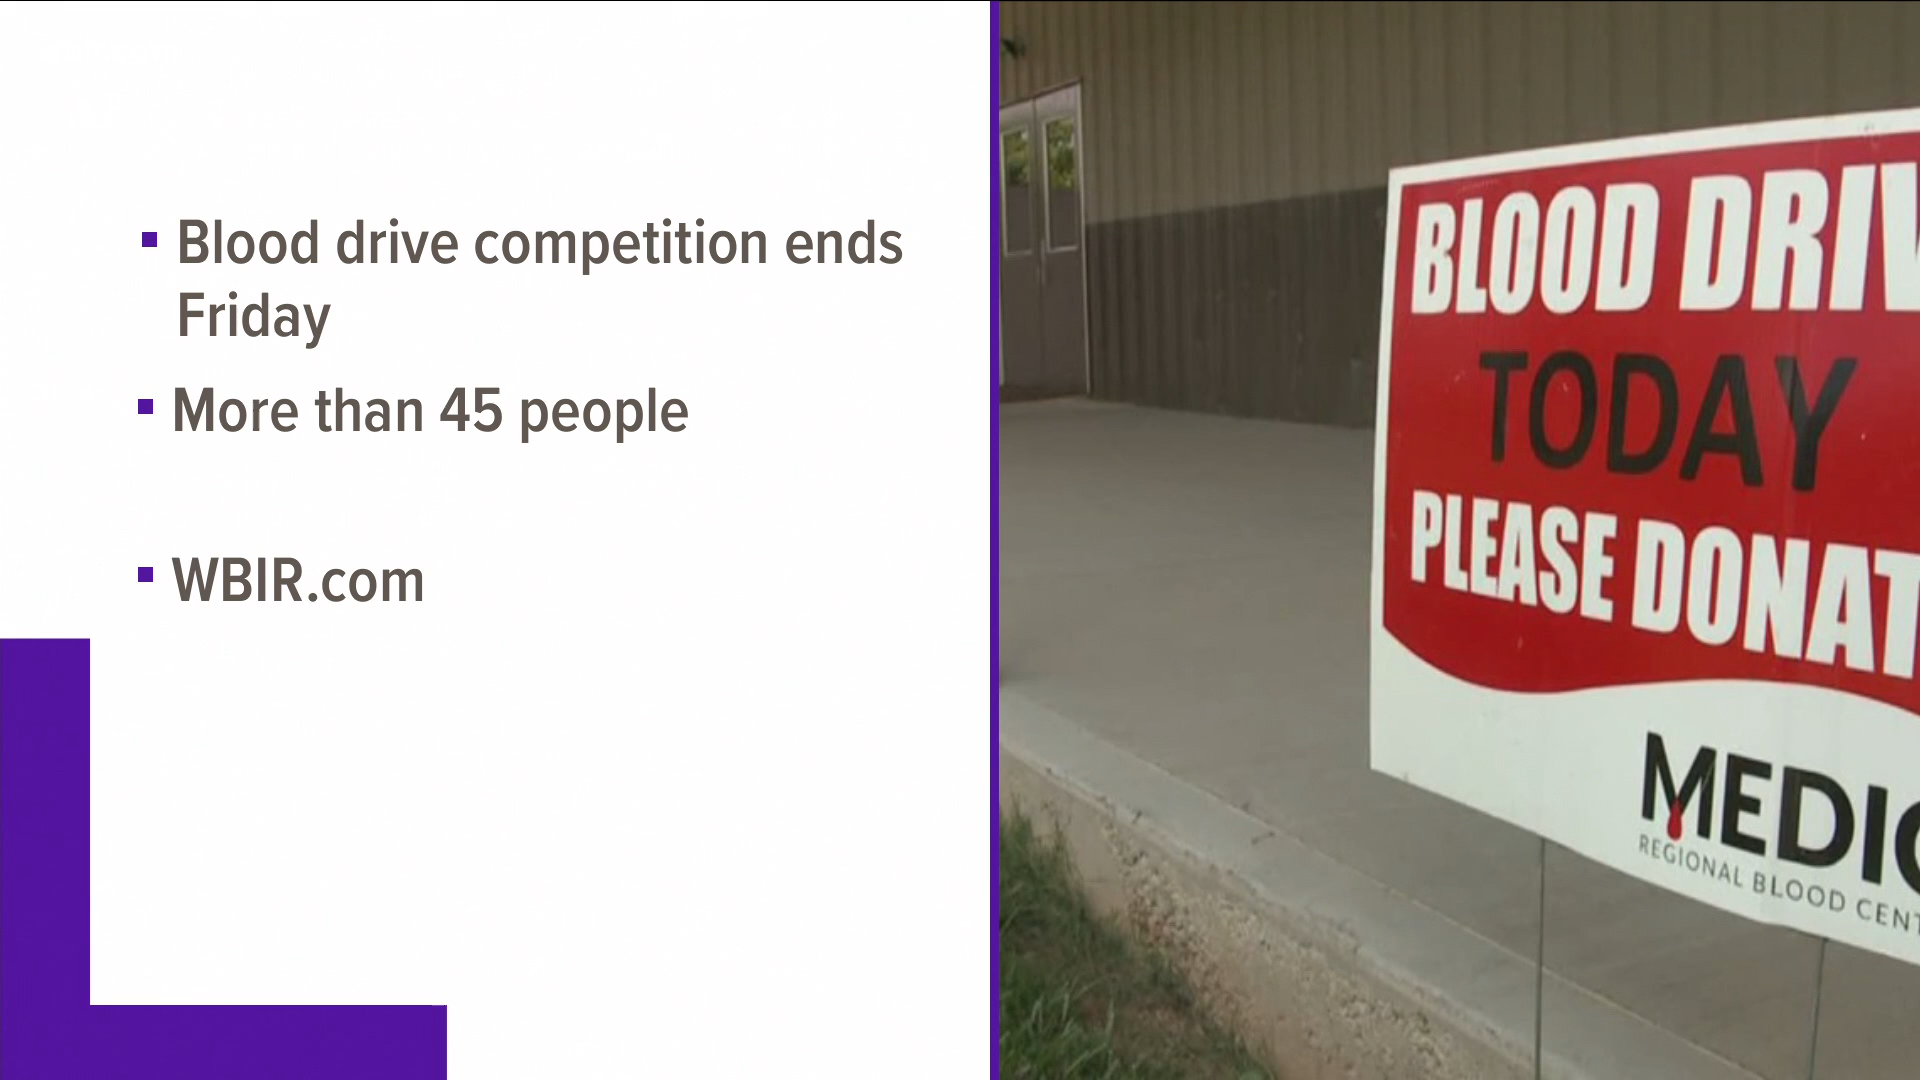 Blood drive competition ends
Friday
More than 45 people
WBIR.com
BLOOD DRIV
TODAY
PLEASE DONAT
MEDIC
REGIONAL BLOOD CENT